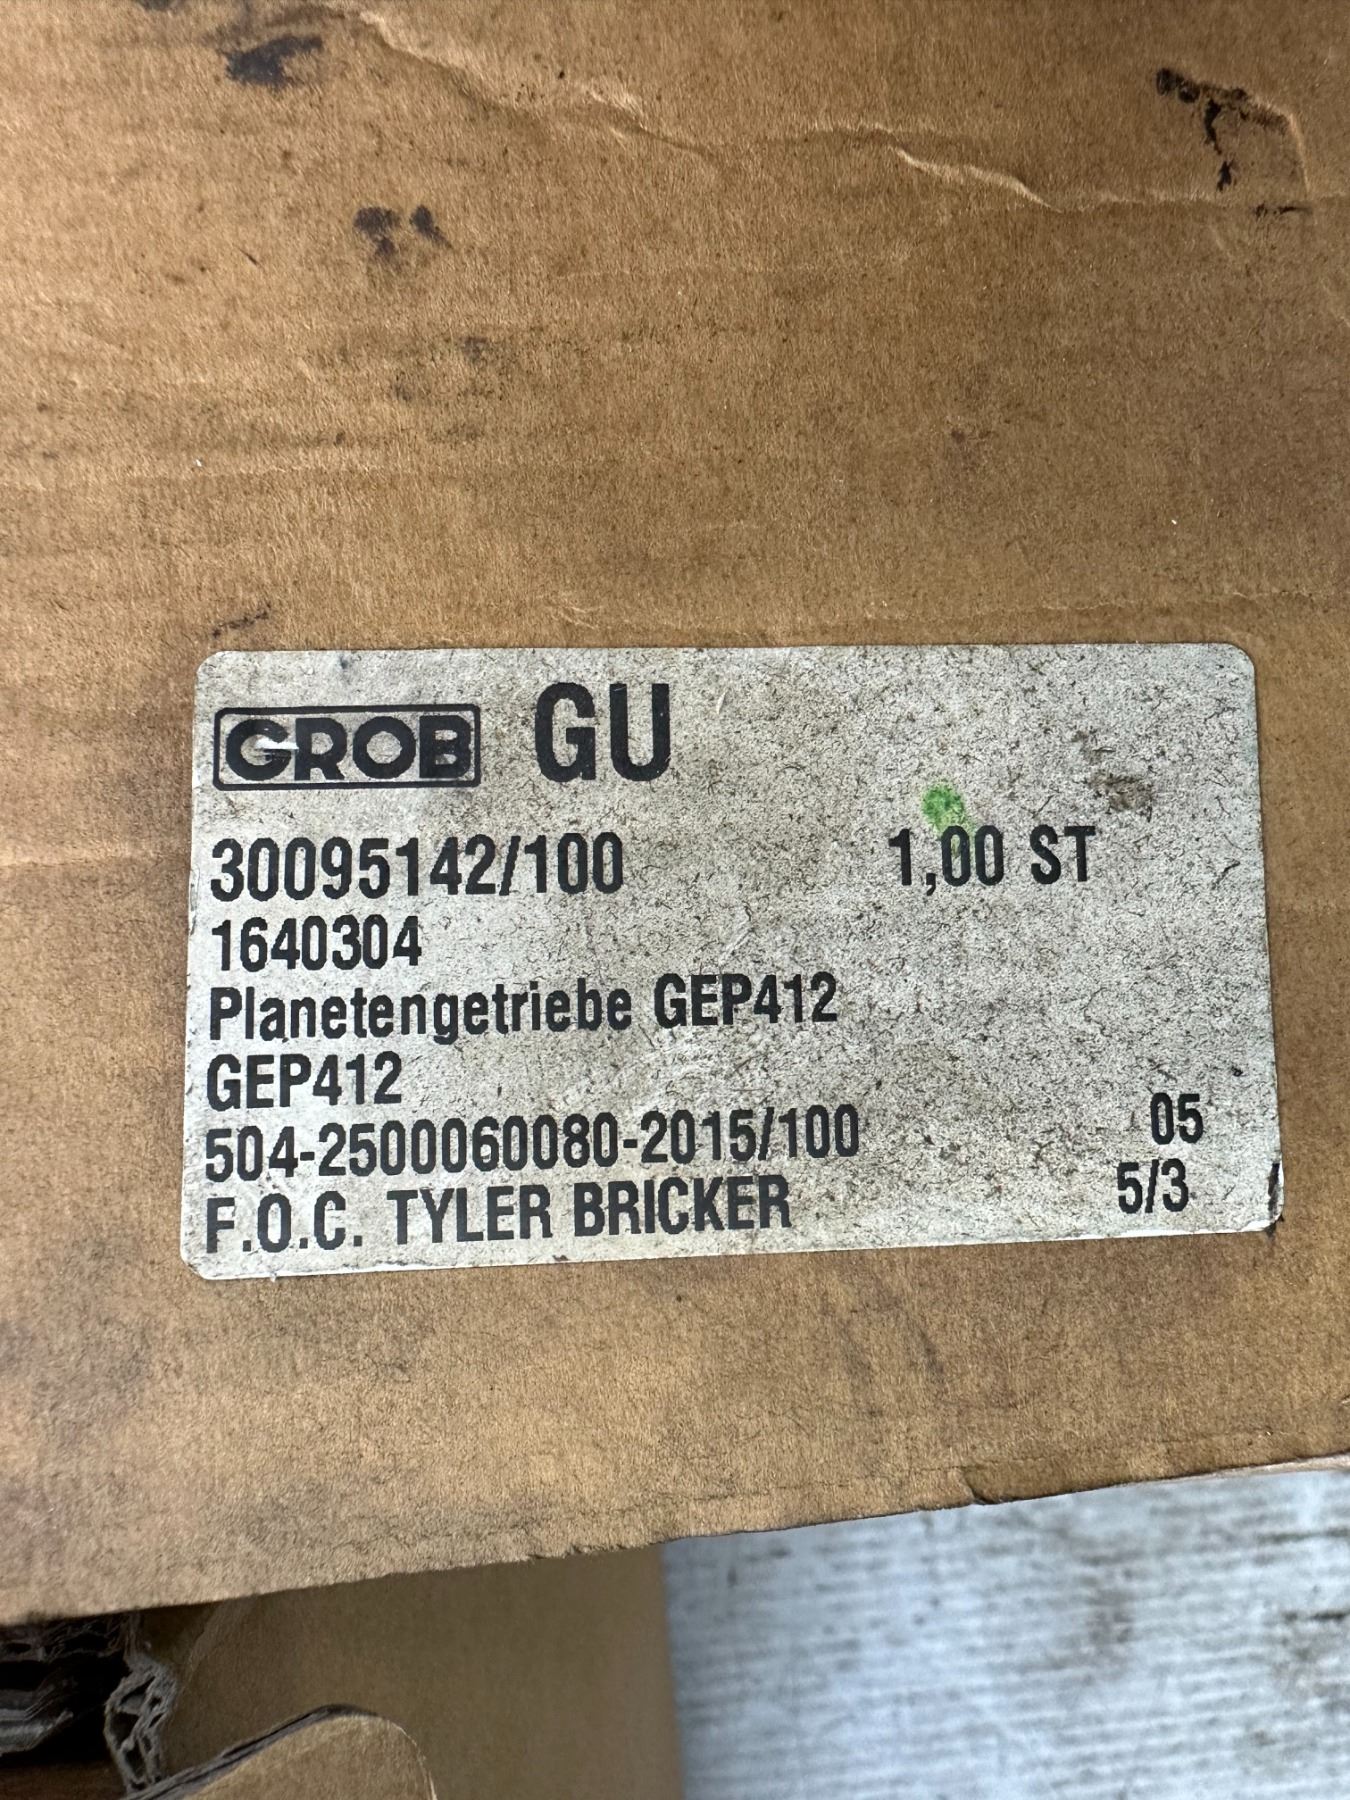 GROB GU
30095142/100 1,00 ST
1640304
Planetengetriebe GEP412
GEP412
504-2500060080-2015/100 05
F.O.C. TYLER BRICKER 5/3